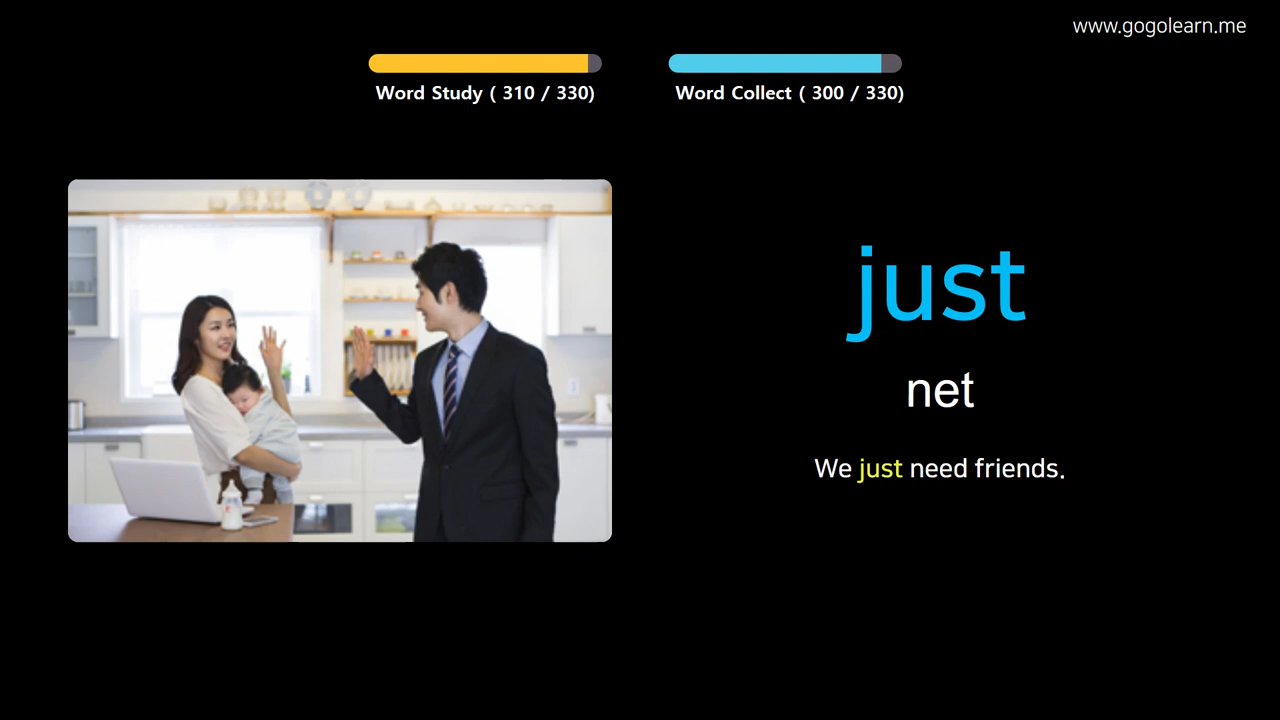 www.gogolearn.me
Word Study ( 310 / 330)
Word Collect ( 300 / 330)
just
net
We just need friends.